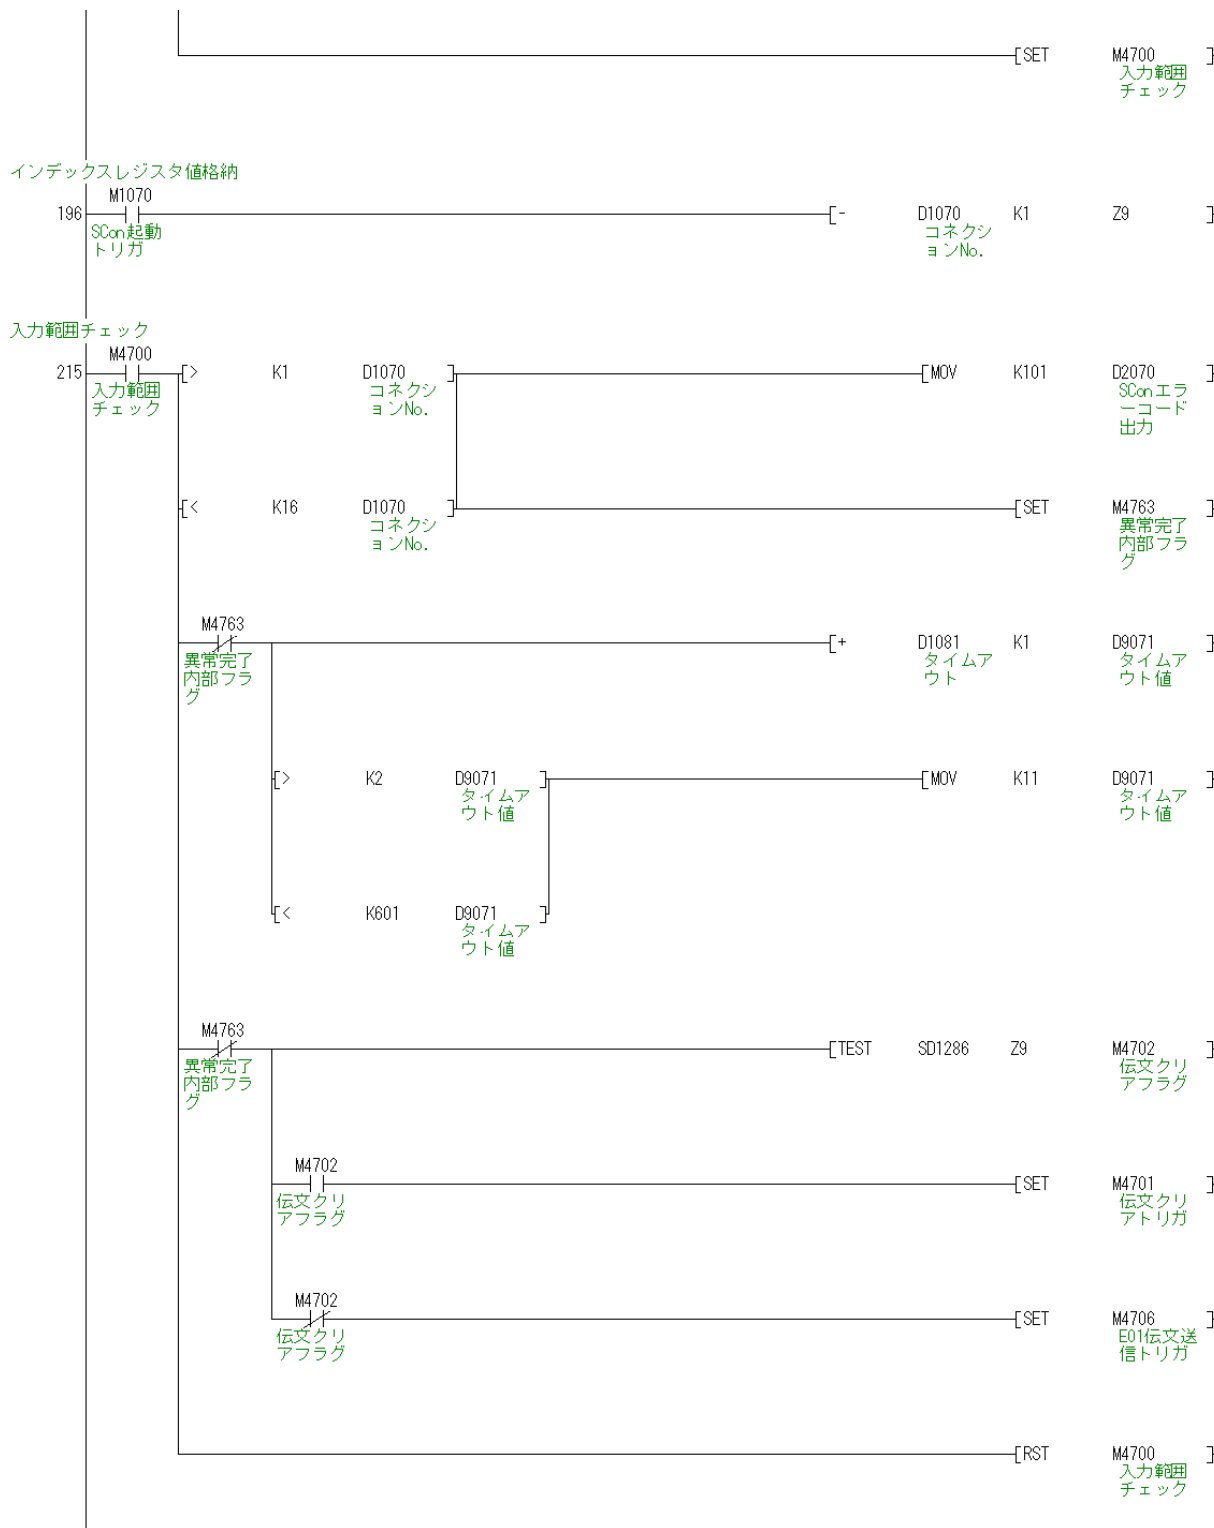 [SET M4700 ]
入力範囲
チェック
インデックスレジスタ値格納
M1070
196 [- D1070 K1 Z9 ]
SCon起動 コネクシ
トリガ ョンNo.
入力範囲チェック
M4700
215 [> K1 D1070 ] [MOV K101 D2070 ]
入力範囲 コネクシ SConエラ
チェック ョンNo. ーコード
出力
[< K16 D1070 ] [SET M4763 ]
コネクシ 異常完了
ョンNo. 内部フラ
グ
M4763
[+ D1081 K1 D9071 ]
異常完了 タイムア タイムア
内部フラ ウト ウト値
グ
[> K2 D9071 ] [MOV K11 D9071 ]
タイムア タイムア
ウト値 ウト値
[< K601 D9071 ]
タイムア
ウト値
M4763
[TEST SD1286 Z9 M4702 ]
異常完了 伝文クリ
内部フラ アフラグ
グ
M4702
[SET M4701 ]
伝文クリ 伝文クリ
アフラグ アトリガ
M4702
[SET M4706 ]
伝文クリ E01伝文送
アフラグ 信トリガ
[RST M4700 ]
入力範囲
チェック